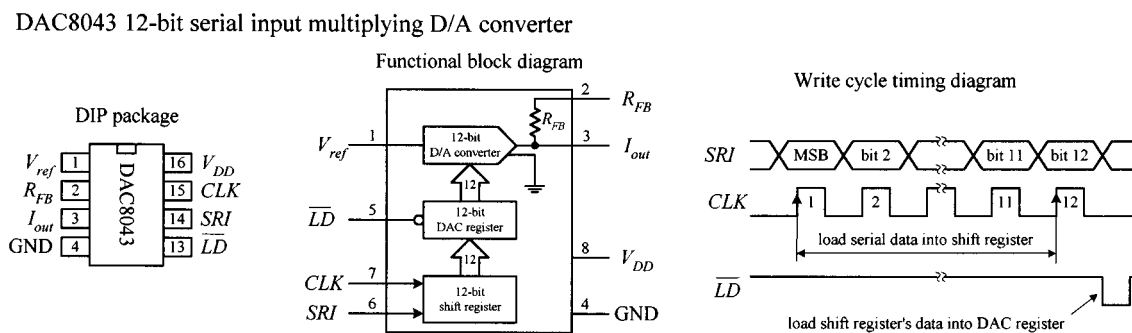 DAC8043 12-bit serial input multiplying D/A converter
DIP package
V_ref 1
R_FB 2
I_out 3
GND 4
DAC8043
16 V_DD
15 CLK
14 SRI
13 L̅D̅
Functional block diagram
V_ref 1
12-bit
D/A converter
R_FB
2 R_FB
3 I_out
12
L̅D̅ 5
12-bit
DAC register
12
8 V_DD
CLK 7
SRI 6
12-bit
shift register
4 GND
Write cycle timing diagram
SRI MSB bit 2 bit 11 bit 12
CLK 1 2 11 12
load serial data into shift register
L̅D̅
load shift register's data into DAC register